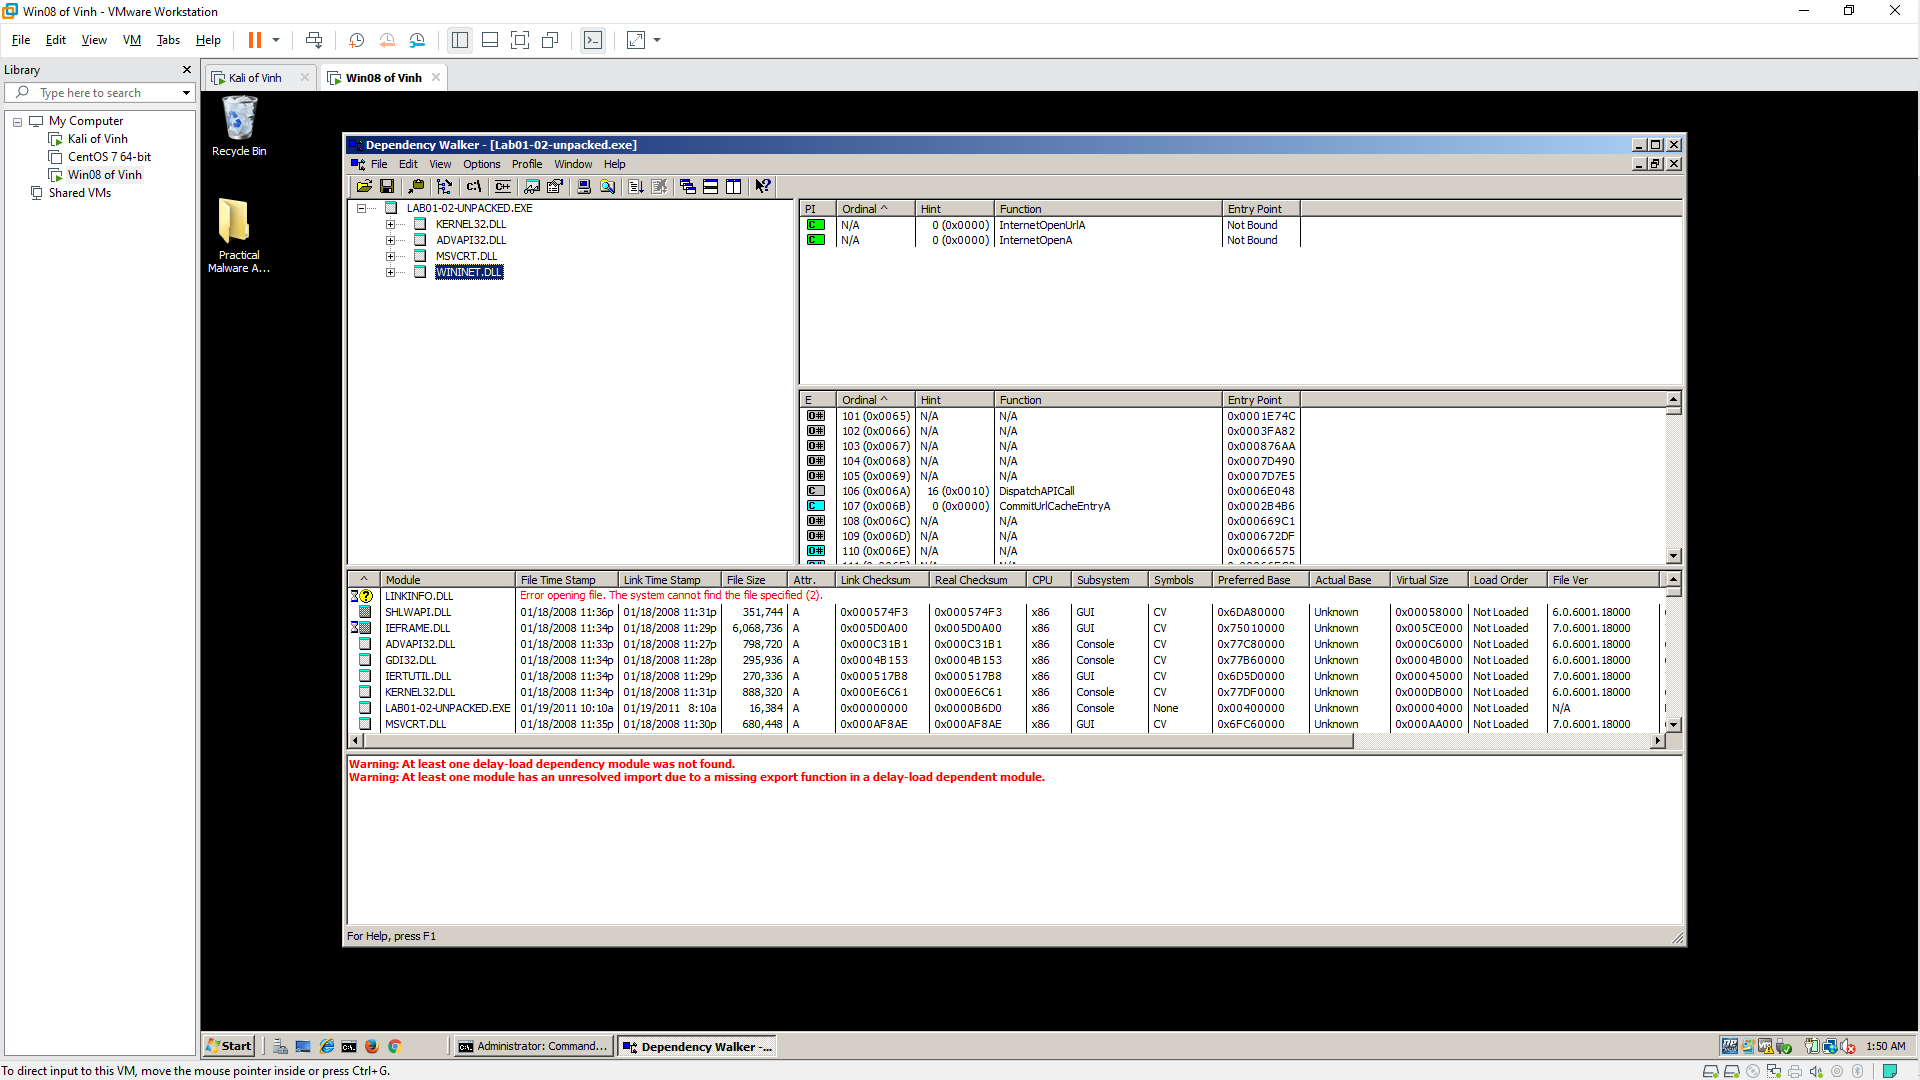 Win08 of Vinh - VMware Workstation
File Edit View VM Tabs Help
Library
Type here to search
My Computer
Kali of Vinh
CentOS 7 64-bit
Win08 of Vinh
Shared VMs
Kali of Vinh Win08 of Vinh
Recycle Bin
Practical
Malware A...
Dependency Walker - [Lab01-02-unpacked.exe]
File Edit View Options Profile Window Help
LAB01-02-UNPACKED.EXE
KERNEL32.DLL
ADVAPI32.DLL
MSVCRT.DLL
WININET.DLL
PI Ordinal ^ Hint Function Entry Point
C N/A 0 (0x0000) InternetOpenUrlA Not Bound
C N/A 0 (0x0000) InternetOpenA Not Bound
E Ordinal ^ Hint Function Entry Point
O# 101 (0x0065) N/A N/A 0x0001E74C
O# 102 (0x0066) N/A N/A 0x0003FA82
O# 103 (0x0067) N/A N/A 0x000876AA
O# 104 (0x0068) N/A N/A 0x0007D490
O# 105 (0x0069) N/A N/A 0x0007D7E5
C 106 (0x006A) 16 (0x0010) DispatchAPICall 0x0006E048
C 107 (0x006B) 0 (0x0000) CommitUrlCacheEntryA 0x0002B4B6
O# 108 (0x006C) N/A N/A 0x000669C1
O# 109 (0x006D) N/A N/A 0x000672DF
O# 110 (0x006E) N/A N/A 0x00066575
^ Module File Time Stamp Link Time Stamp File Size Attr. Link Checksum Real Checksum CPU Subsystem Symbols Preferred Base Actual Base Virtual Size Load Order File Ver
LINKINFO.DLL Error opening file. The system cannot find the file specified (2).
SHLWAPI.DLL 01/18/2008 11:36p 01/18/2008 11:31p 351,744 A 0x000574F3 0x000574F3 x86 GUI CV 0x6DA80000 Unknown 0x00058000 Not Loaded 6.0.6001.18000
IEFRAME.DLL 01/18/2008 11:34p 01/18/2008 11:29p 6,068,736 A 0x005D0A00 0x005D0A00 x86 GUI CV 0x75010000 Unknown 0x005CE000 Not Loaded 7.0.6001.18000
ADVAPI32.DLL 01/18/2008 11:33p 01/18/2008 11:27p 798,720 A 0x000C31B1 0x000C31B1 x86 Console CV 0x77C80000 Unknown 0x000C6000 Not Loaded 6.0.6001.18000
GDI32.DLL 01/18/2008 11:34p 01/18/2008 11:28p 295,936 A 0x0004B153 0x0004B153 x86 Console CV 0x77B60000 Unknown 0x0004B000 Not Loaded 6.0.6001.18000
IERTUTIL.DLL 01/18/2008 11:34p 01/18/2008 11:29p 270,336 A 0x000517B8 0x000517B8 x86 GUI CV 0x6D5D0000 Unknown 0x00045000 Not Loaded 7.0.6001.18000
KERNEL32.DLL 01/18/2008 11:34p 01/18/2008 11:31p 888,320 A 0x000E6C61 0x000E6C61 x86 Console CV 0x77DF0000 Unknown 0x000DB000 Not Loaded 6.0.6001.18000
LAB01-02-UNPACKED.EXE 01/19/2011 10:10a 01/19/2011 8:10a 16,384 A 0x00000000 0x0000B6D0 x86 Console None 0x00400000 Unknown 0x00004000 Not Loaded N/A
MSVCRT.DLL 01/18/2008 11:35p 01/18/2008 11:30p 680,448 A 0x000AF8AE 0x000AF8AE x86 GUI CV 0x6FC60000 Unknown 0x000AA000 Not Loaded 7.0.6001.18000
Warning: At least one delay-load dependency module was not found.
Warning: At least one module has an unresolved import due to a missing export function in a delay-load dependent module.
For Help, press F1
Start Administrator: Command... Dependency Walker -... 1:50 AM
To direct input to this VM, move the mouse pointer inside or press Ctrl+G.